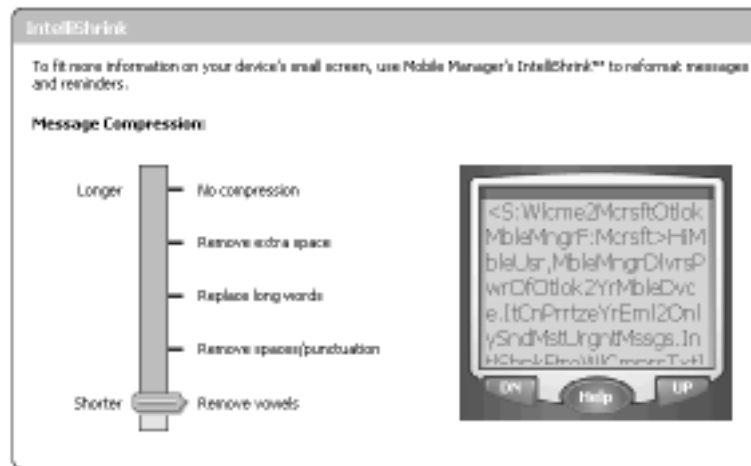 IntelliShrink
To fit more information on your device's small screen, use Mobile Manager's IntelliShrink™ to reformat messages
and reminders.
Message Compression:
Longer
No compression
Remove extra space
Replace long words
Remove spaces/punctuation
Shorter
Remove vowels
<S:Wlcme2McrsftOtlok
MbleMngrF:Mcrsft>HiM
bleUsr,MbleMngrDlvrsP
wrOfOtlok2YrMbleDvc
e.ItCnPrrtzeYrEml2Onl
ySndMstUrgntMssgs.In
DN
Help
UP